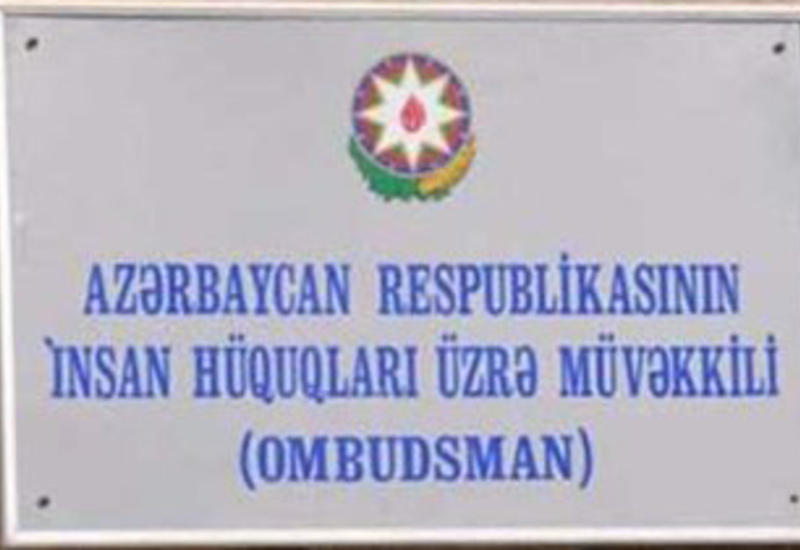 AZƏRBAYCAN RESPUBLİKASININ
İNSAN HÜQUQLARI ÜZRƏ MÜVƏKKİLİ
(OMBUDSMAN)